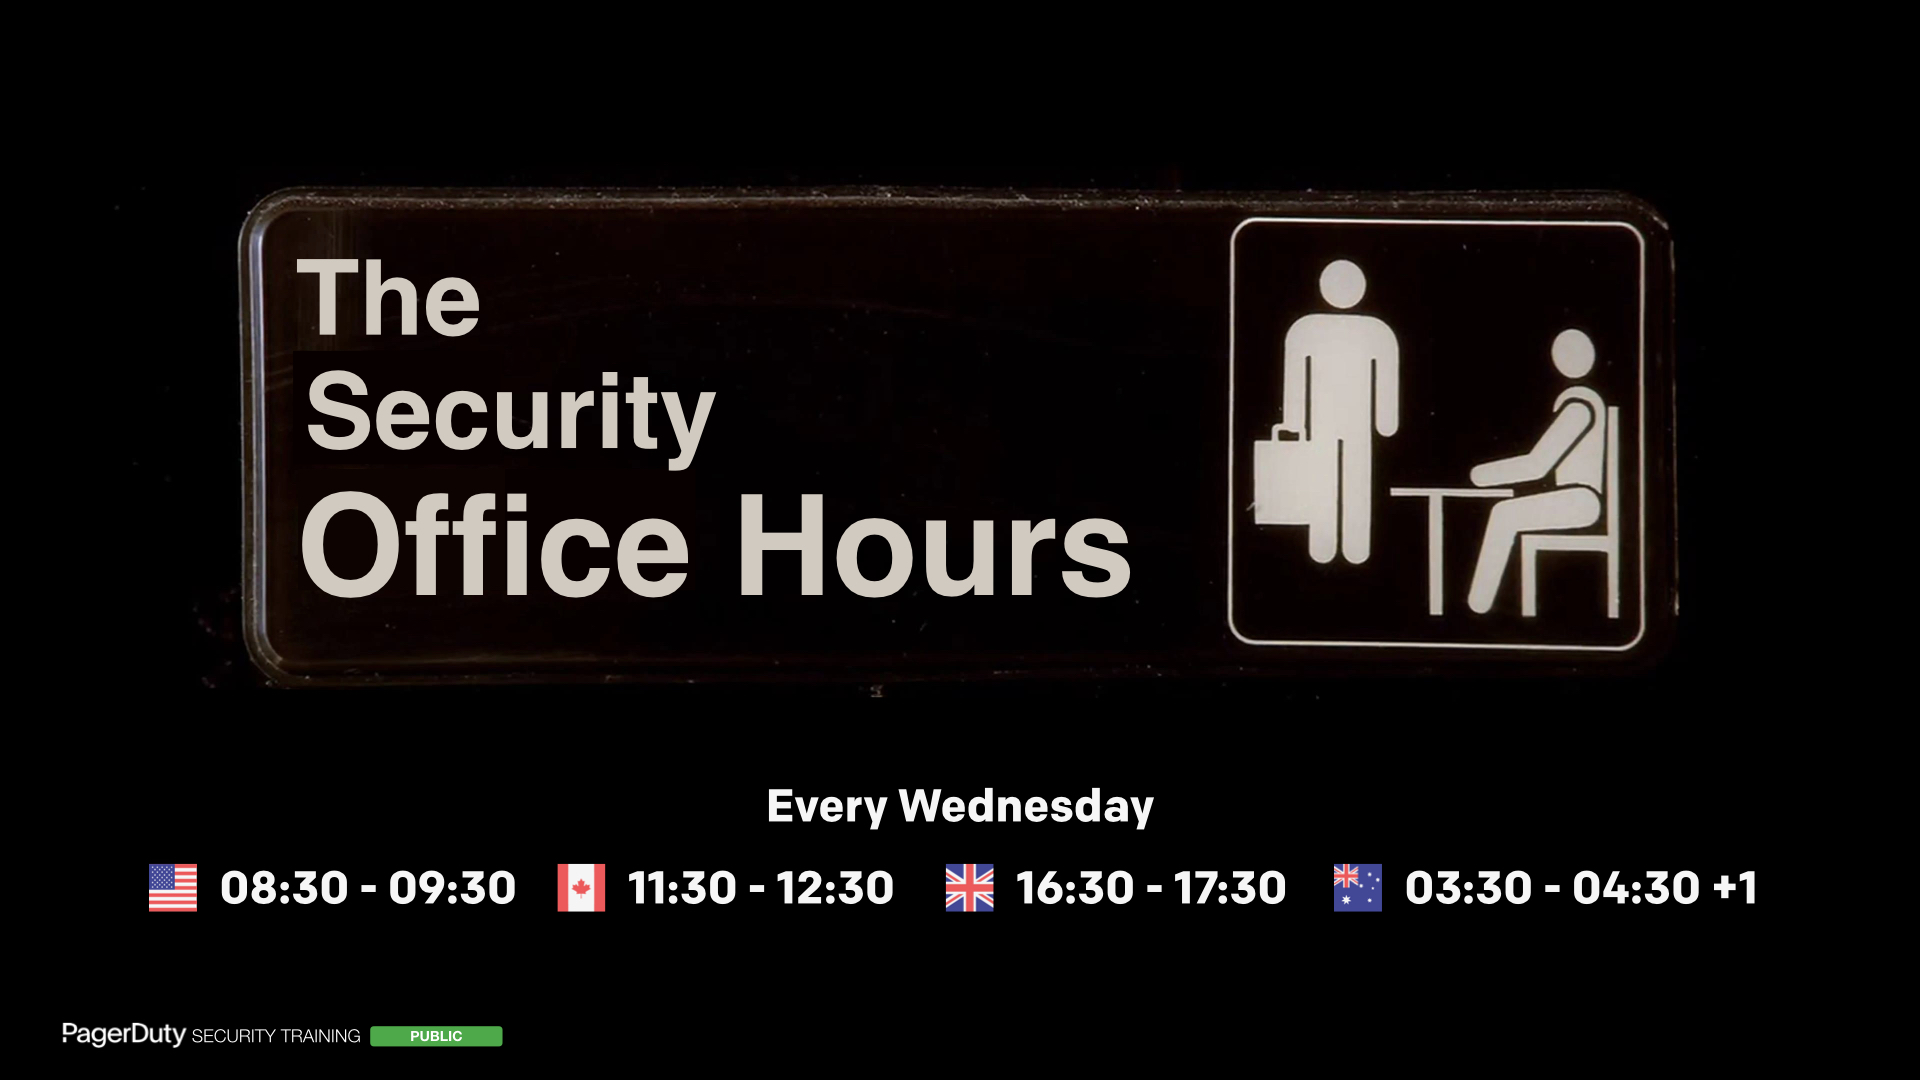 The
Security
Office Hours
Every Wednesday
08:30 - 09:30 11:30 - 12:30 16:30 - 17:30 03:30 - 04:30 +1
PagerDuty SECURITY TRAINING PUBLIC